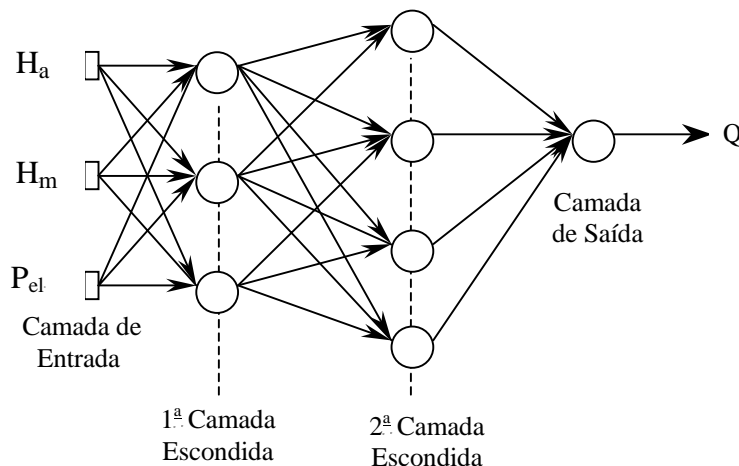 Ha
Hm
Pel
Q
Camada
de Saída
Camada de
Entrada
1ª Camada
Escondida
2ª Camada
Escondida